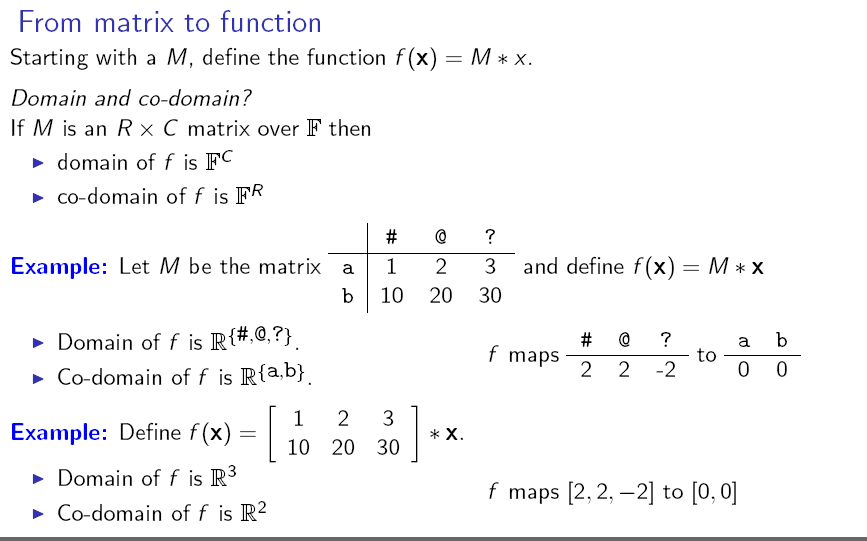 From matrix to function
Starting with a M, define the function f(x) = M ∗ x.
Domain and co-domain?
If M is an R × C matrix over 𝔽 then
▶ domain of f is 𝔽^C
▶ co-domain of f is 𝔽^R
# @ ?
Example: Let M be the matrix a 1 2 3 and define f(x) = M ∗ x
b 10 20 30
▶ Domain of f is ℝ^{#,@,?}.
▶ Co-domain of f is ℝ^{a,b}.
# @ ? a b
f maps to
2 2 -2 0 0
Example: Define f(x) = [ 1 2 3
10 20 30 ] ∗ x.
▶ Domain of f is ℝ^3
▶ Co-domain of f is ℝ^2
f maps [2, 2, −2] to [0, 0]